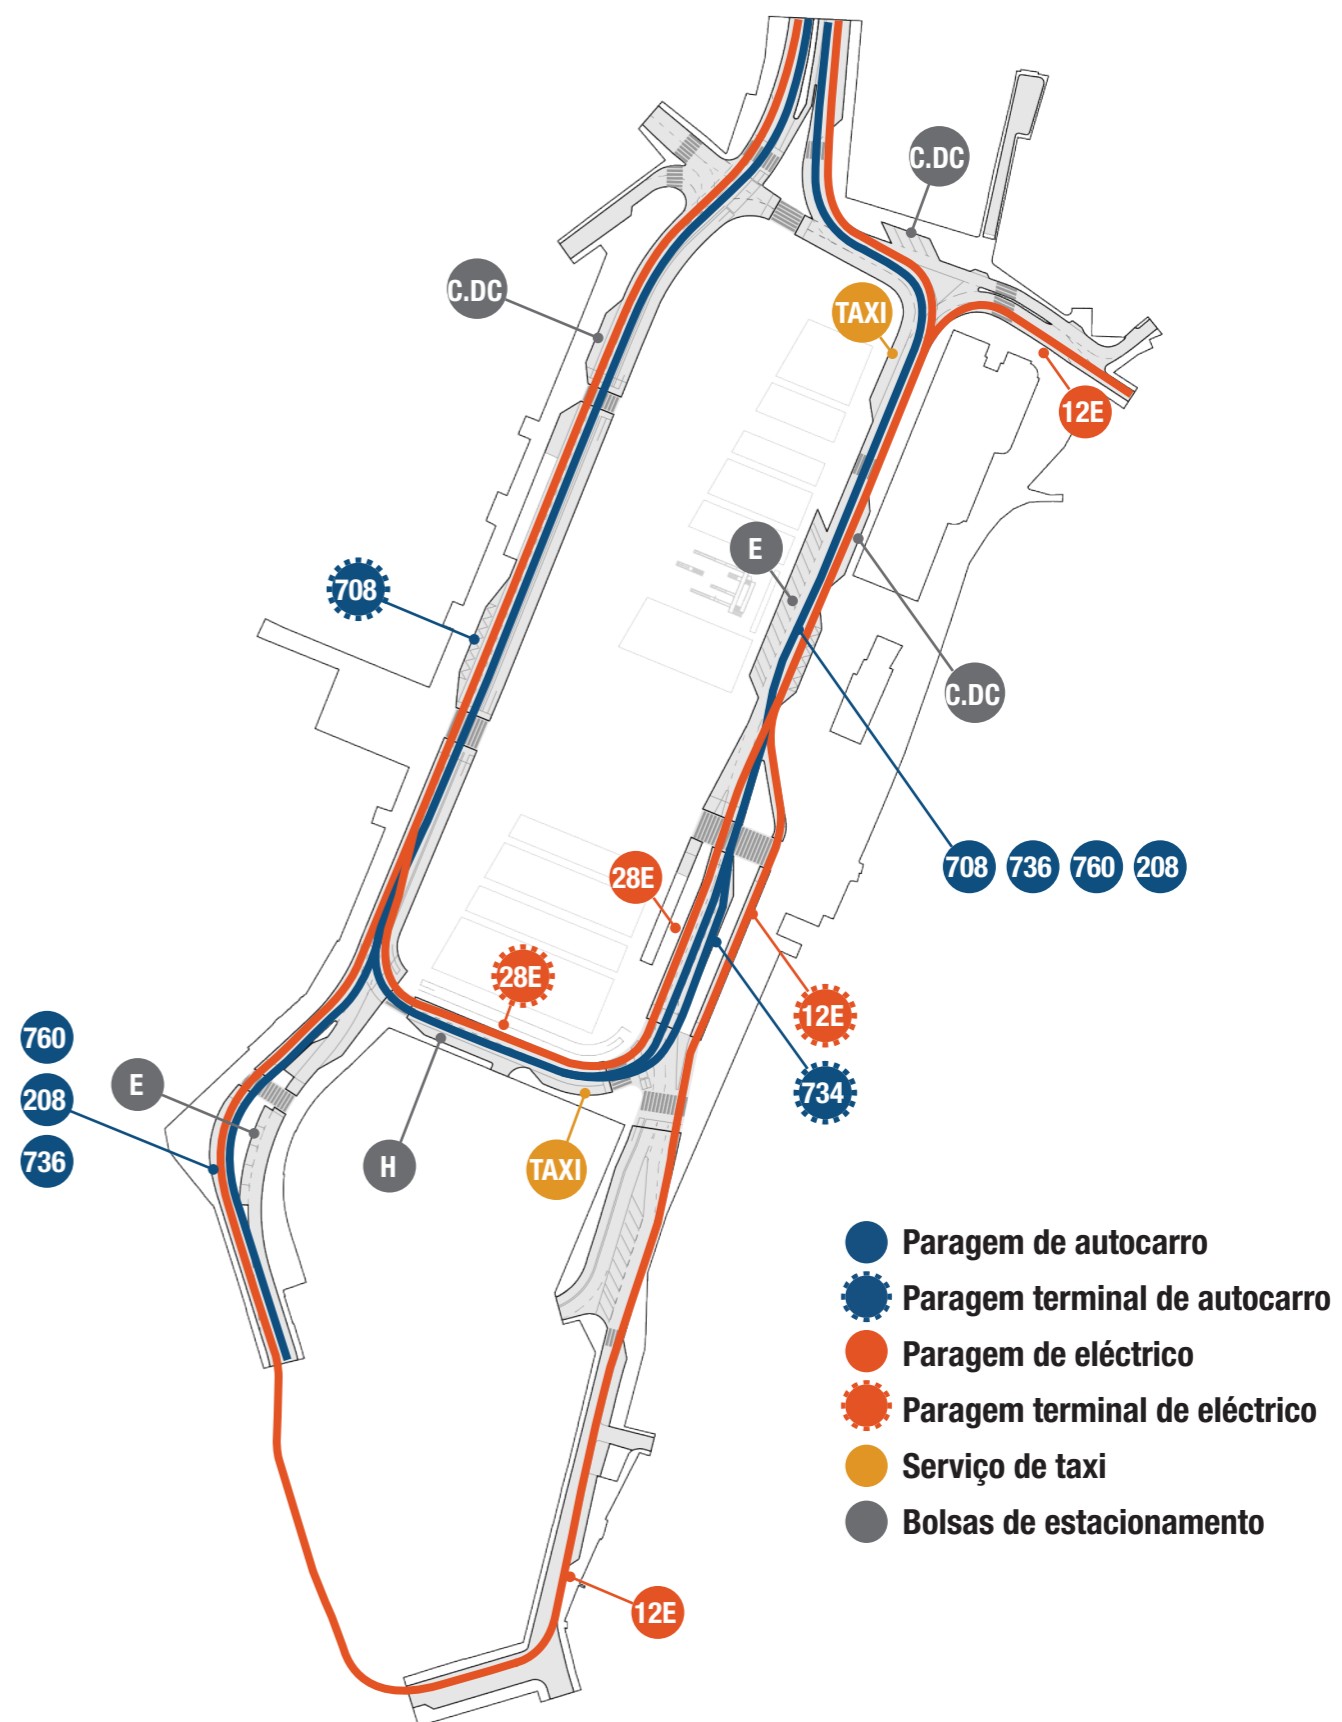 C.DC
C.DC
TAXI
12E
E
708
C.DC
708 736 760 208
28E
28E
12E
734
760
208
736
E
H
TAXI
12E
Paragem de autocarro
Paragem terminal de autocarro
Paragem de eléctrico
Paragem terminal de eléctrico
Serviço de taxi
Bolsas de estacionamento